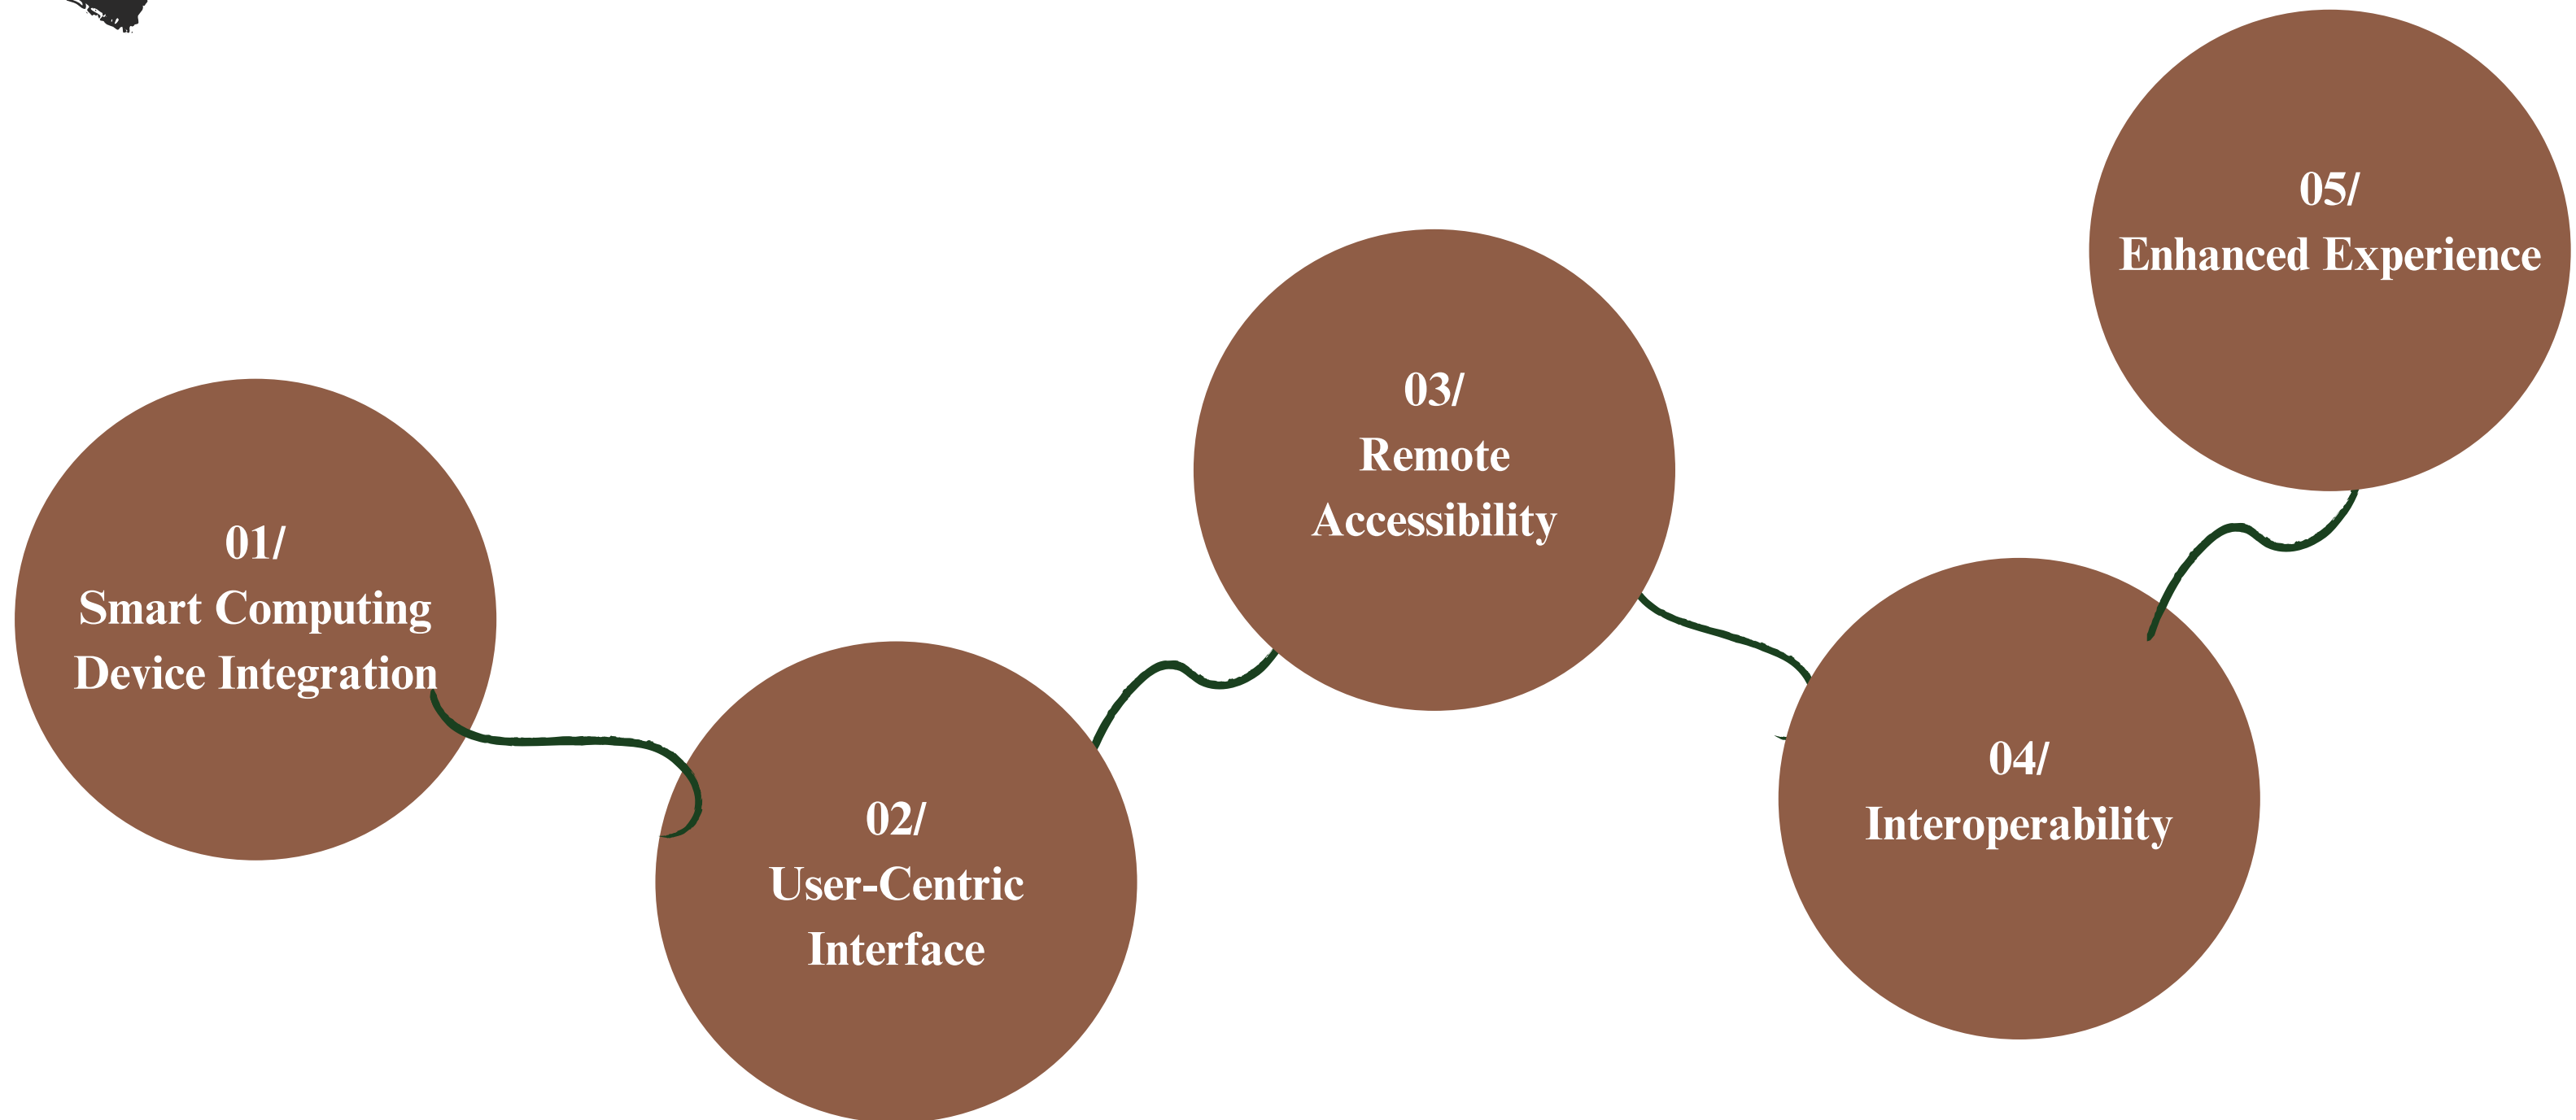 01/
Smart Computing
Device Integration
02/
User-Centric
Interface
03/
Remote
Accessibility
04/
Interoperability
05/
Enhanced Experience